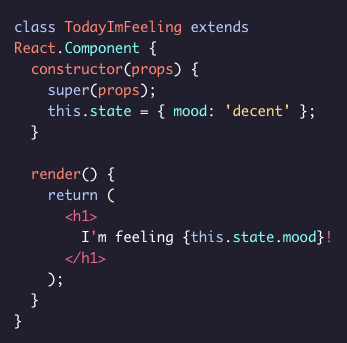 class TodayImFeeling extends
React.Component {
  constructor(props) {
    super(props);
    this.state = { mood: 'decent' };
  }

  render() {
    return (
      <h1>
        I'm feeling {this.state.mood}!
      </h1>
    );
  }
}